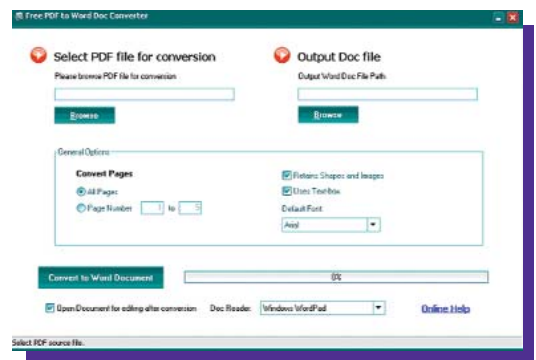 Free PDF to Word Doc Converter
Select PDF file for conversion
Please browse PDF file for conversion
Browse
Output Doc file
Output Word Doc File Path
Browse
General Options
Convert Pages
All Pages
Page Number 1 to 5
Retains Shapes and Images
Uses Textbox
Default Font
Arial
Convert to Word Document
0%
Open Document for editing after conversion Doc Reader: Windows WordPad Online Help
Select PDF source file.